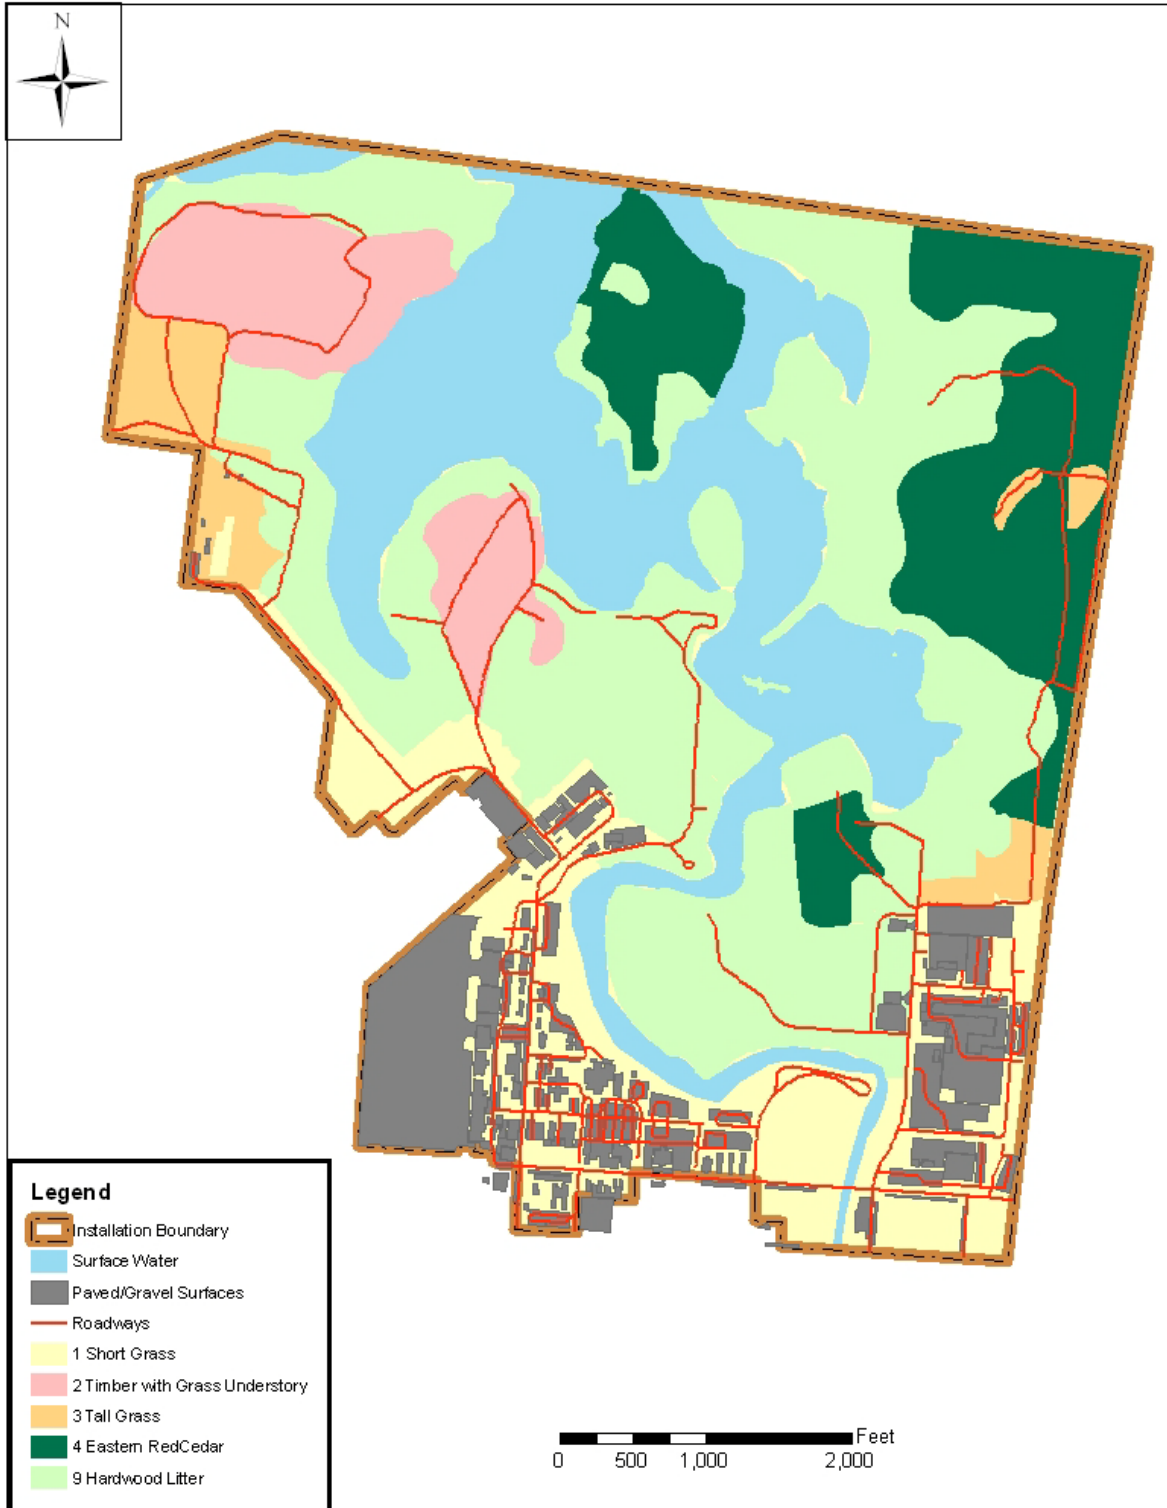 N
Legend
Installation Boundary
Surface Water
Paved/Gravel Surfaces
Roadways
1 Short Grass
2 Timber with Grass Understory
3 Tall Grass
4 Eastern RedCedar
9 Hardwood Litter
Feet
0 500 1,000 2,000